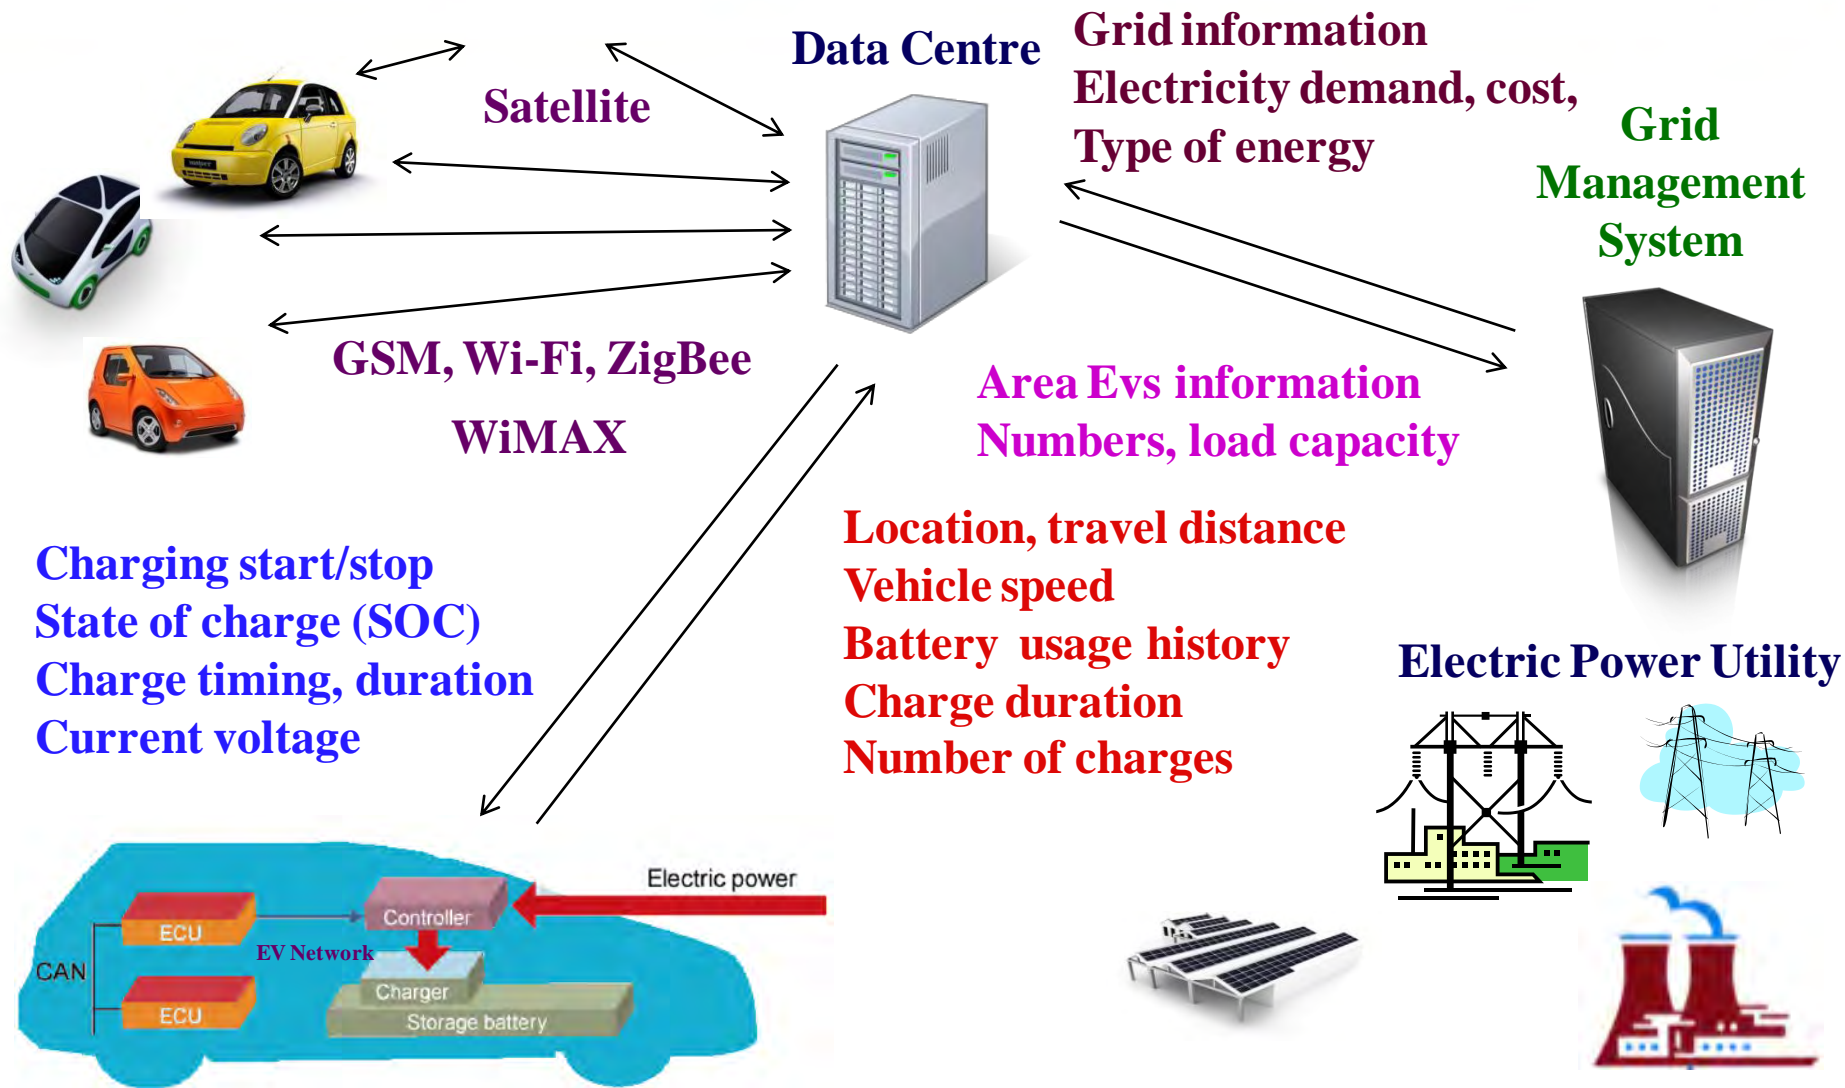 Data Centre
Grid information
Electricity demand, cost,
Type of energy
Satellite
Grid
Management
System
GSM, Wi-Fi, ZigBee
WiMAX
Area Evs information
Numbers, load capacity
Charging start/stop
State of charge (SOC)
Charge timing, duration
Current voltage
Location, travel distance
Vehicle speed
Battery usage history
Charge duration
Number of charges
Electric Power Utility
Electric power
Controller
ECU
EV Network
CAN
Charger
ECU
Storage battery